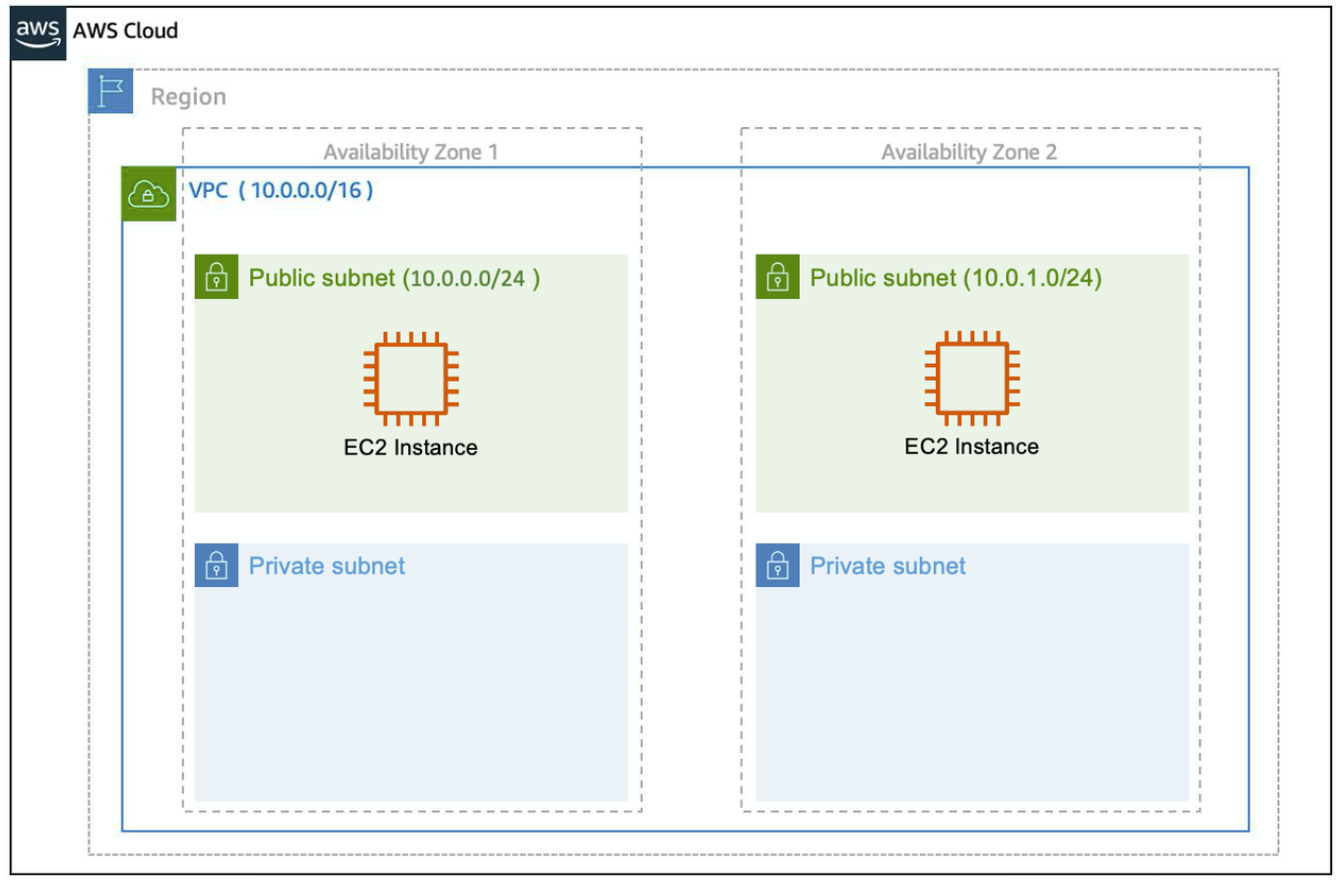 aws AWS Cloud
Region
Availability Zone 1
Availability Zone 2
VPC ( 10.0.0.0/16 )
Public subnet (10.0.0.0/24 )
Public subnet (10.0.1.0/24)
EC2 Instance
EC2 Instance
Private subnet
Private subnet